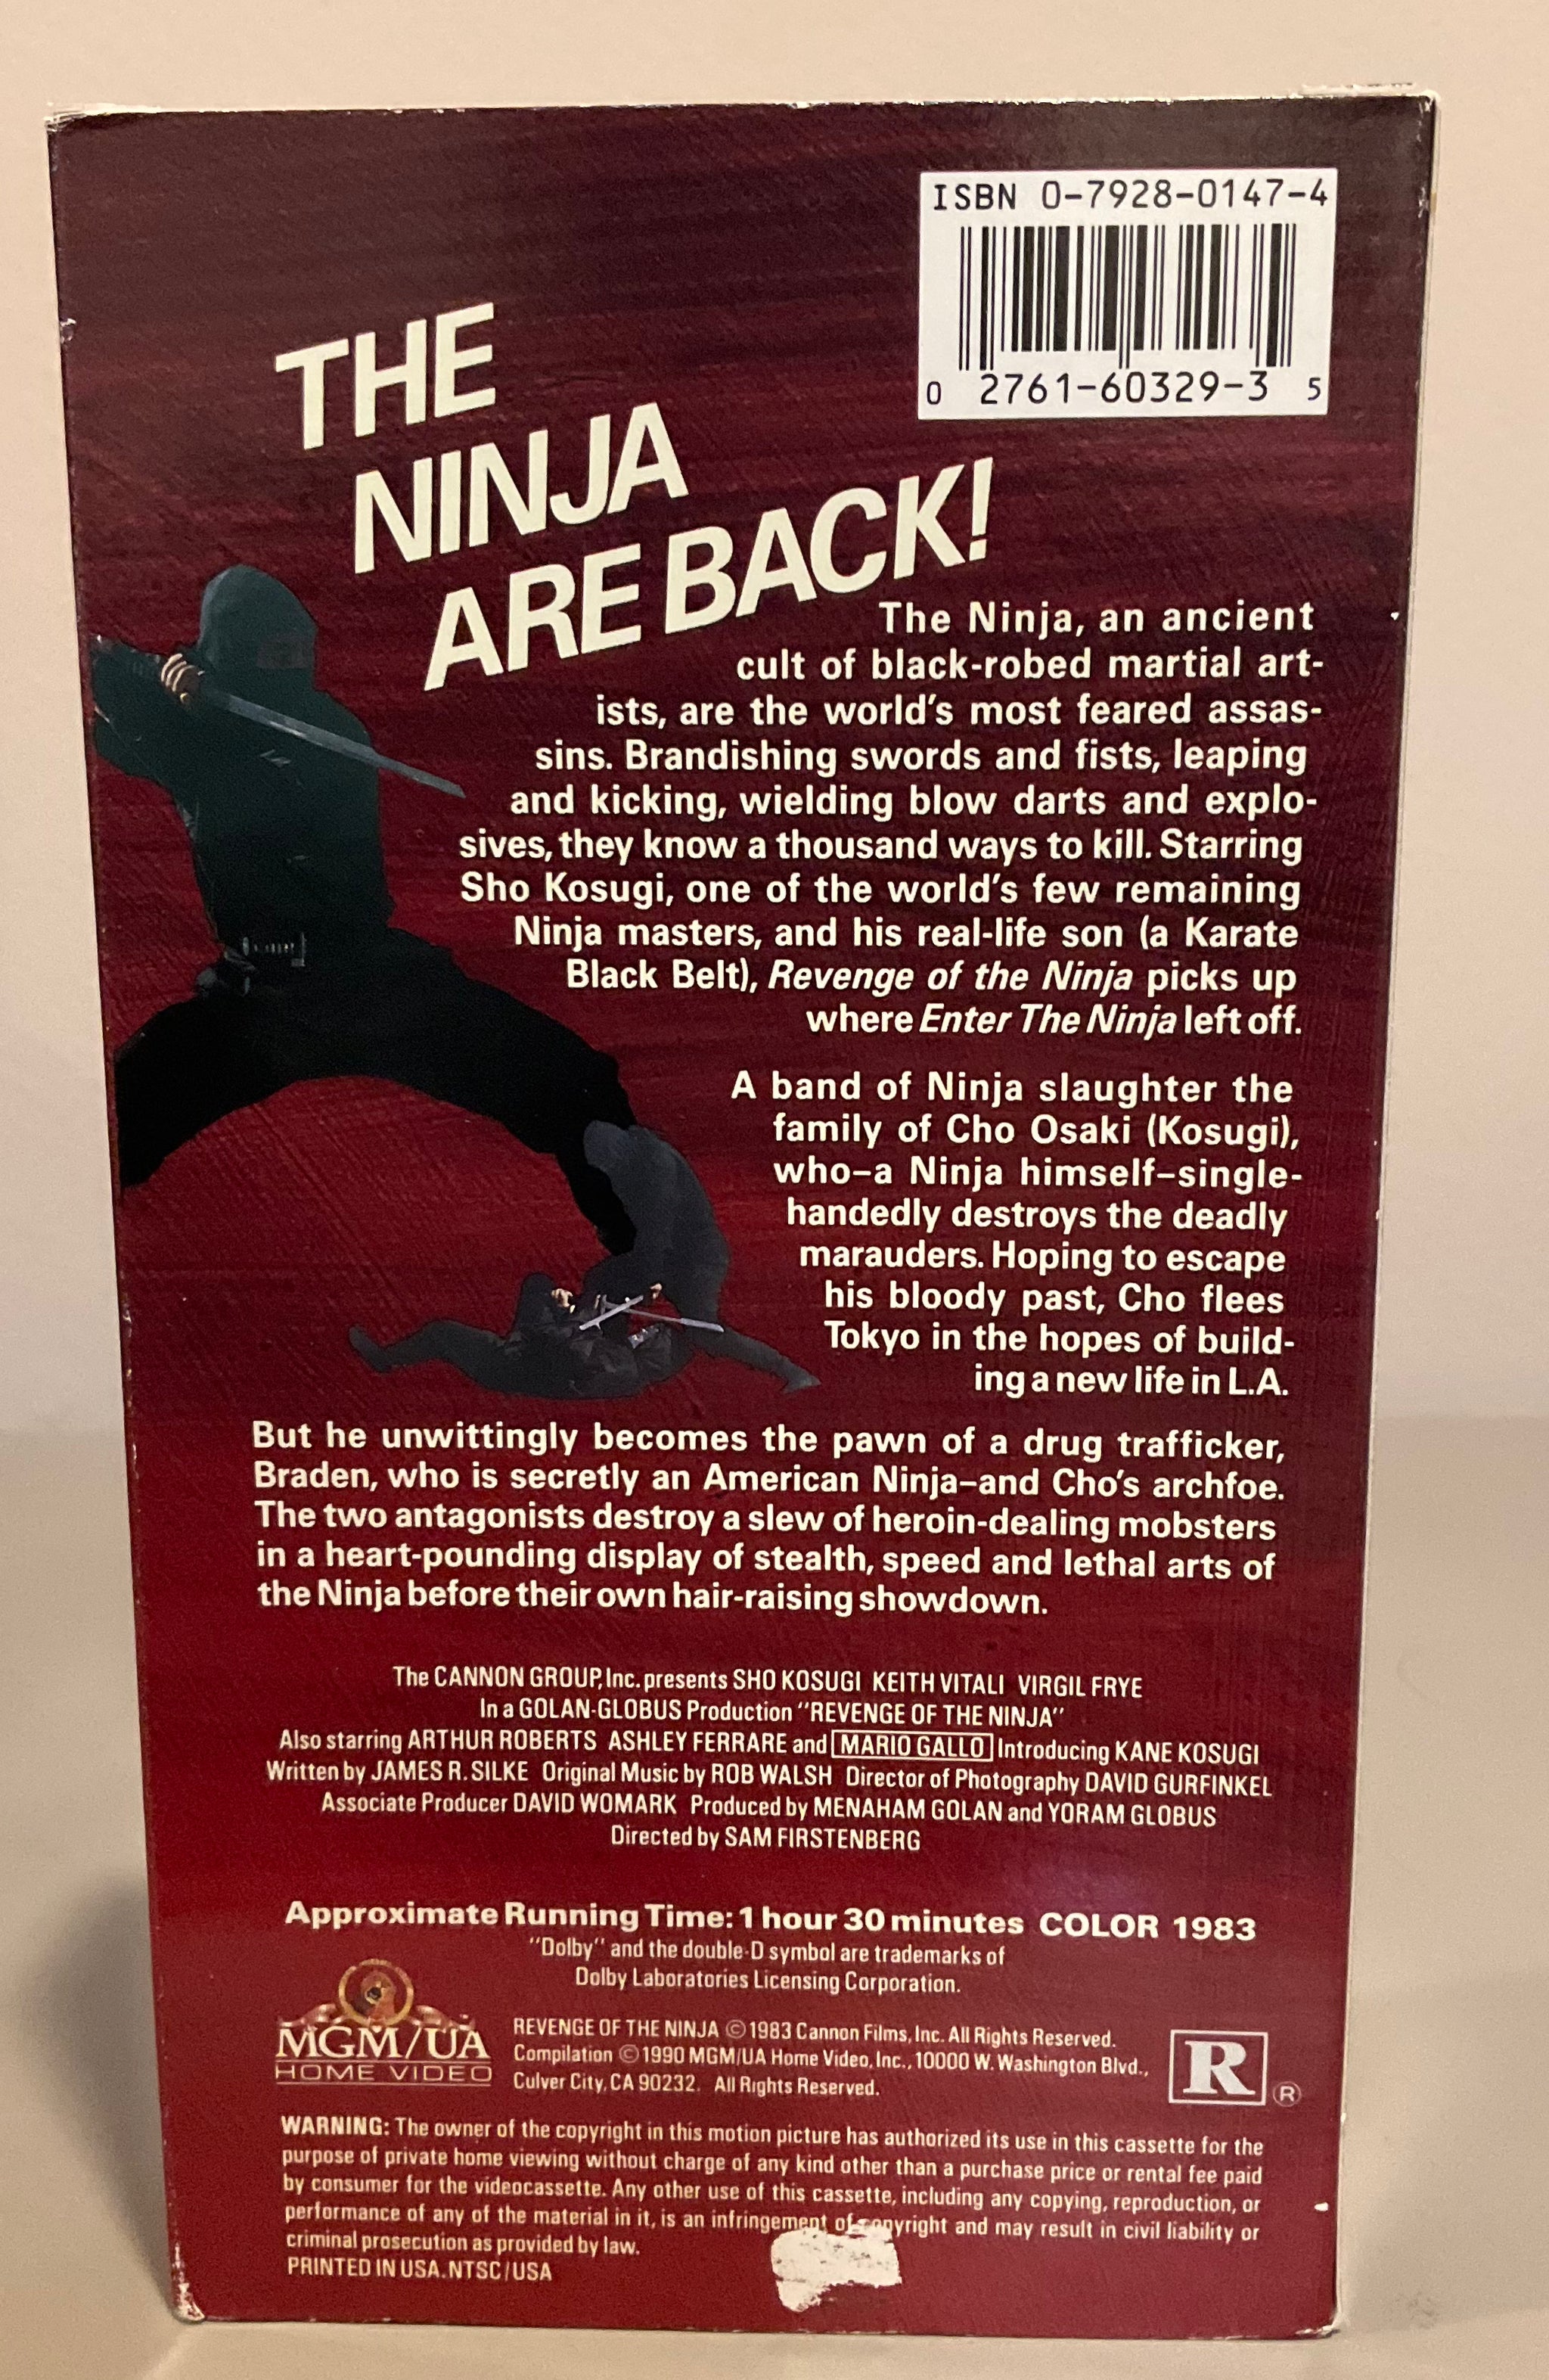 ISBN 0-7928-0147-4
0 2761-60329-3 5
THE
NINJA
ARE BACK!
The Ninja, an ancient
cult of black-robed martial art-
ists, are the world's most feared assas-
sins. Brandishing swords and fists, leaping
and kicking, wielding blow darts and explo-
sives, they know a thousand ways to kill. Starring
Sho Kosugi, one of the world's few remaining
Ninja masters, and his real-life son (a Karate
Black Belt), Revenge of the Ninja picks up
where Enter The Ninja left off.
A band of Ninja slaughter the
family of Cho Osaki (Kosugi),
who–a Ninja himself–single-
handedly destroys the deadly
marauders. Hoping to escape
his bloody past, Cho flees
Tokyo in the hopes of build-
ing a new life in L.A.
But he unwittingly becomes the pawn of a drug trafficker,
Braden, who is secretly an American Ninja–and Cho's archfoe.
The two antagonists destroy a slew of heroin-dealing mobsters
in a heart-pounding display of stealth, speed and lethal arts of
the Ninja before their own hair-raising showdown.
The CANNON GROUP, Inc. presents SHO KOSUGI KEITH VITALI VIRGIL FRYE
In a GOLAN-GLOBUS Production "REVENGE OF THE NINJA"
Also starring ARTHUR ROBERTS ASHLEY FERRARE and MARIO GALLO Introducing KANE KOSUGI
Written by JAMES R. SILKE Original Music by ROB WALSH Director of Photography DAVID GURFINKEL
Associate Producer DAVID WOMARK Produced by MENAHAM GOLAN and YORAM GLOBUS
Directed by SAM FIRSTENBERG
Approximate Running Time: 1 hour 30 minutes COLOR 1983
"Dolby" and the double-D symbol are trademarks of
Dolby Laboratories Licensing Corporation.
MGM/UA
HOME VIDEO
REVENGE OF THE NINJA © 1983 Cannon Films, Inc. All Rights Reserved.
Compilation © 1990 MGM/UA Home Video, Inc., 10000 W. Washington Blvd.,
Culver City, CA 90232. All Rights Reserved.
R ®
WARNING: The owner of the copyright in this motion picture has authorized its use in this cassette for the
purpose of private home viewing without charge of any kind other than a purchase price or rental fee paid
by consumer for the videocassette. Any other use of this cassette, including any copying, reproduction, or
performance of any of the material in it, is an infringement of copyright and may result in civil liability or
criminal prosecution as provided by law.
PRINTED IN USA. NTSC/USA